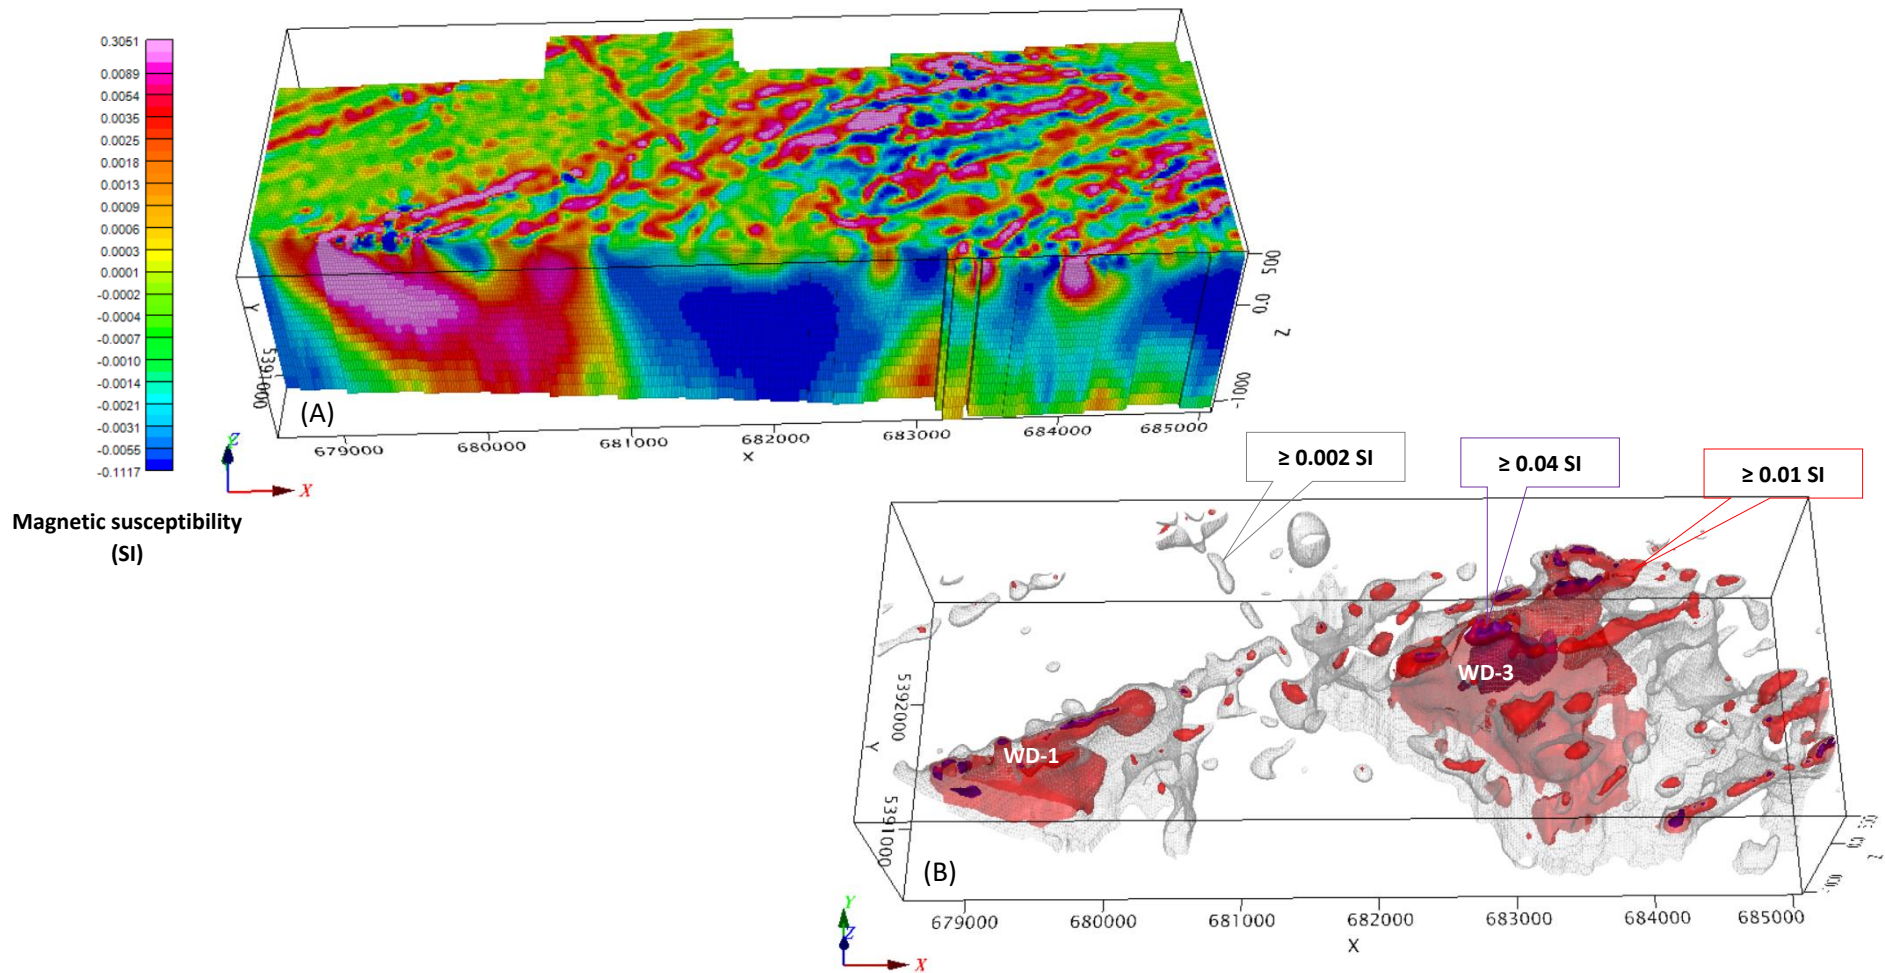 0.3051
0.0089
0.0054
0.0035
0.0025
0.0018
0.0013
0.0009
0.0006
0.0003
0.0001
-0.0002
-0.0004
-0.0007
-0.0010
-0.0014
-0.0021
-0.0031
-0.0055
-0.1117
Magnetic susceptibility
(SI)
Y
5391000
(A)
679000
680000
681000
682000
683000
684000
685000
X
500
0.0
-1000
Z
Z
X
≥ 0.002 SI
≥ 0.04 SI
≥ 0.01 SI
WD-1
WD-3
5392000
Y
5391000
(B)
679000
680000
681000
682000
683000
684000
685000
X
Z
Y
Z
X